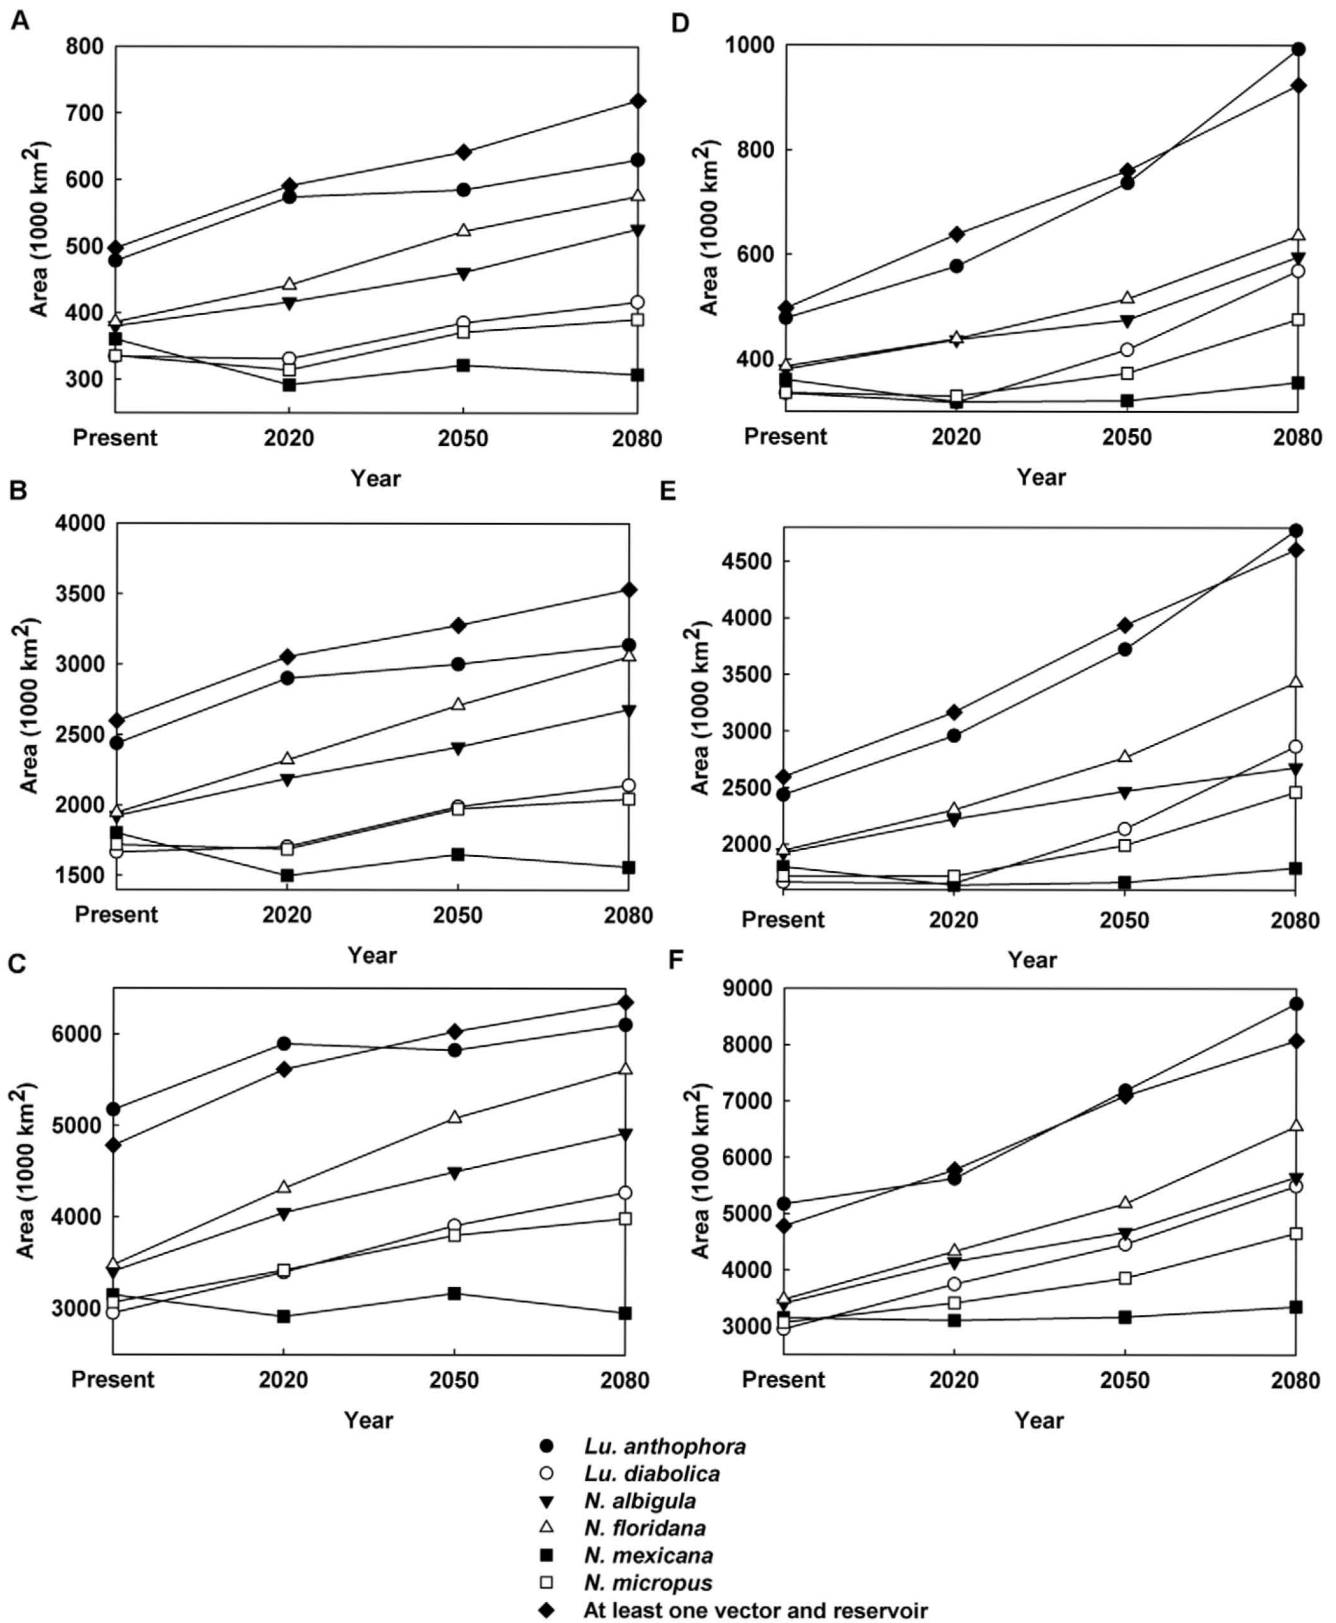 A
800
700
600
500
400
300
Area (1000 km2)
Present 2020 2050 2080
Year
D
1000
800
600
400
Area (1000 km2)
Present 2020 2050 2080
Year
B
4000
3500
3000
2500
2000
1500
Area (1000 km2)
Present 2020 2050 2080
Year
E
4500
4000
3500
3000
2500
2000
Area (1000 km2)
Present 2020 2050 2080
Year
C
6000
5000
4000
3000
Area (1000 km2)
Present 2020 2050 2080
Year
F
9000
8000
7000
6000
5000
4000
3000
Area (1000 km2)
Present 2020 2050 2080
Year
Lu. anthophora
Lu. diabolica
N. albigula
N. floridana
N. mexicana
N. micropus
At least one vector and reservoir